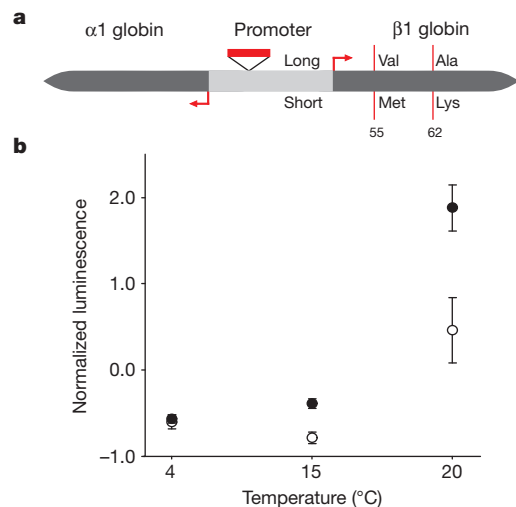 a
α1 globin Promoter β1 globin
Long Val Ala
Short Met Lys
55 62
b
Normalized luminescence
2.0
1.0
0.0
−1.0
4 15 20
Temperature (°C)